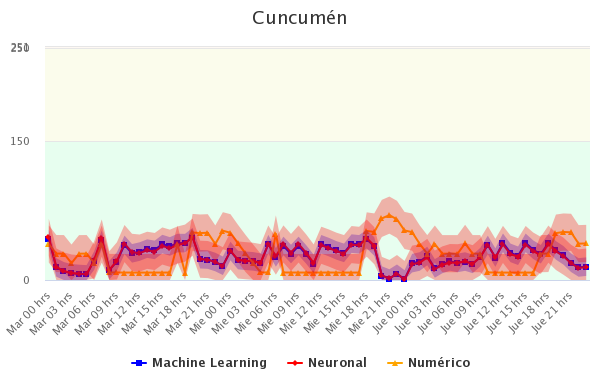 Cuncumén
150
0
Mar 00 hrs
Mar 03 hrs
Mar 06 hrs
Mar 09 hrs
Mar 12 hrs
Mar 15 hrs
Mar 18 hrs
Mar 21 hrs
Mie 00 hrs
Mie 03 hrs
Mie 06 hrs
Mie 09 hrs
Mie 12 hrs
Mie 15 hrs
Mie 18 hrs
Mie 21 hrs
Jue 00 hrs
Jue 03 hrs
Jue 06 hrs
Jue 09 hrs
Jue 12 hrs
Jue 15 hrs
Jue 18 hrs
Jue 21 hrs
Machine Learning Neuronal Numérico